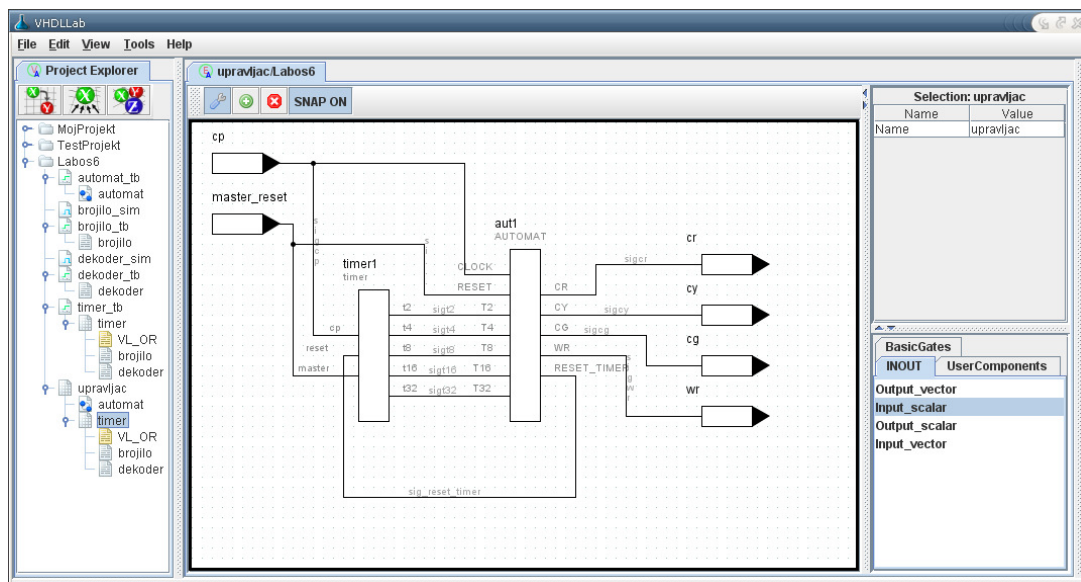 VHDLLab
File Edit View Tools Help
Project Explorer
MojProjekt
TestProjekt
Labos6
automat_tb
automat
brojilo_sim
brojilo_tb
brojilo
dekoder_sim
dekoder_tb
dekoder
timer_tb
timer
VL_OR
brojilo
dekoder
upravljac
automat
timer
VL_OR
brojilo
dekoder
upravljac/Labos6
SNAP ON
cp
master_reset
sigcp
si
timer1
timer
cp
reset
master
t2
t4
t8
t16
t32
sigt2
sigt4
sigt8
sigt16
sigt32
aut1
AUTOMAT
CLOCK
RESET
T2
T4
T8
T16
T32
CR
CY
CG
WR
RESET_TIMER
sigcr
sigcy
sigcg
sigwr
cr
cy
cg
wr
sig_reset_timer
Selection: upravljac
Name Value
Name upravljac
BasicGates
INOUT UserComponents
Output_vector
Input_scalar
Output_scalar
Input_vector